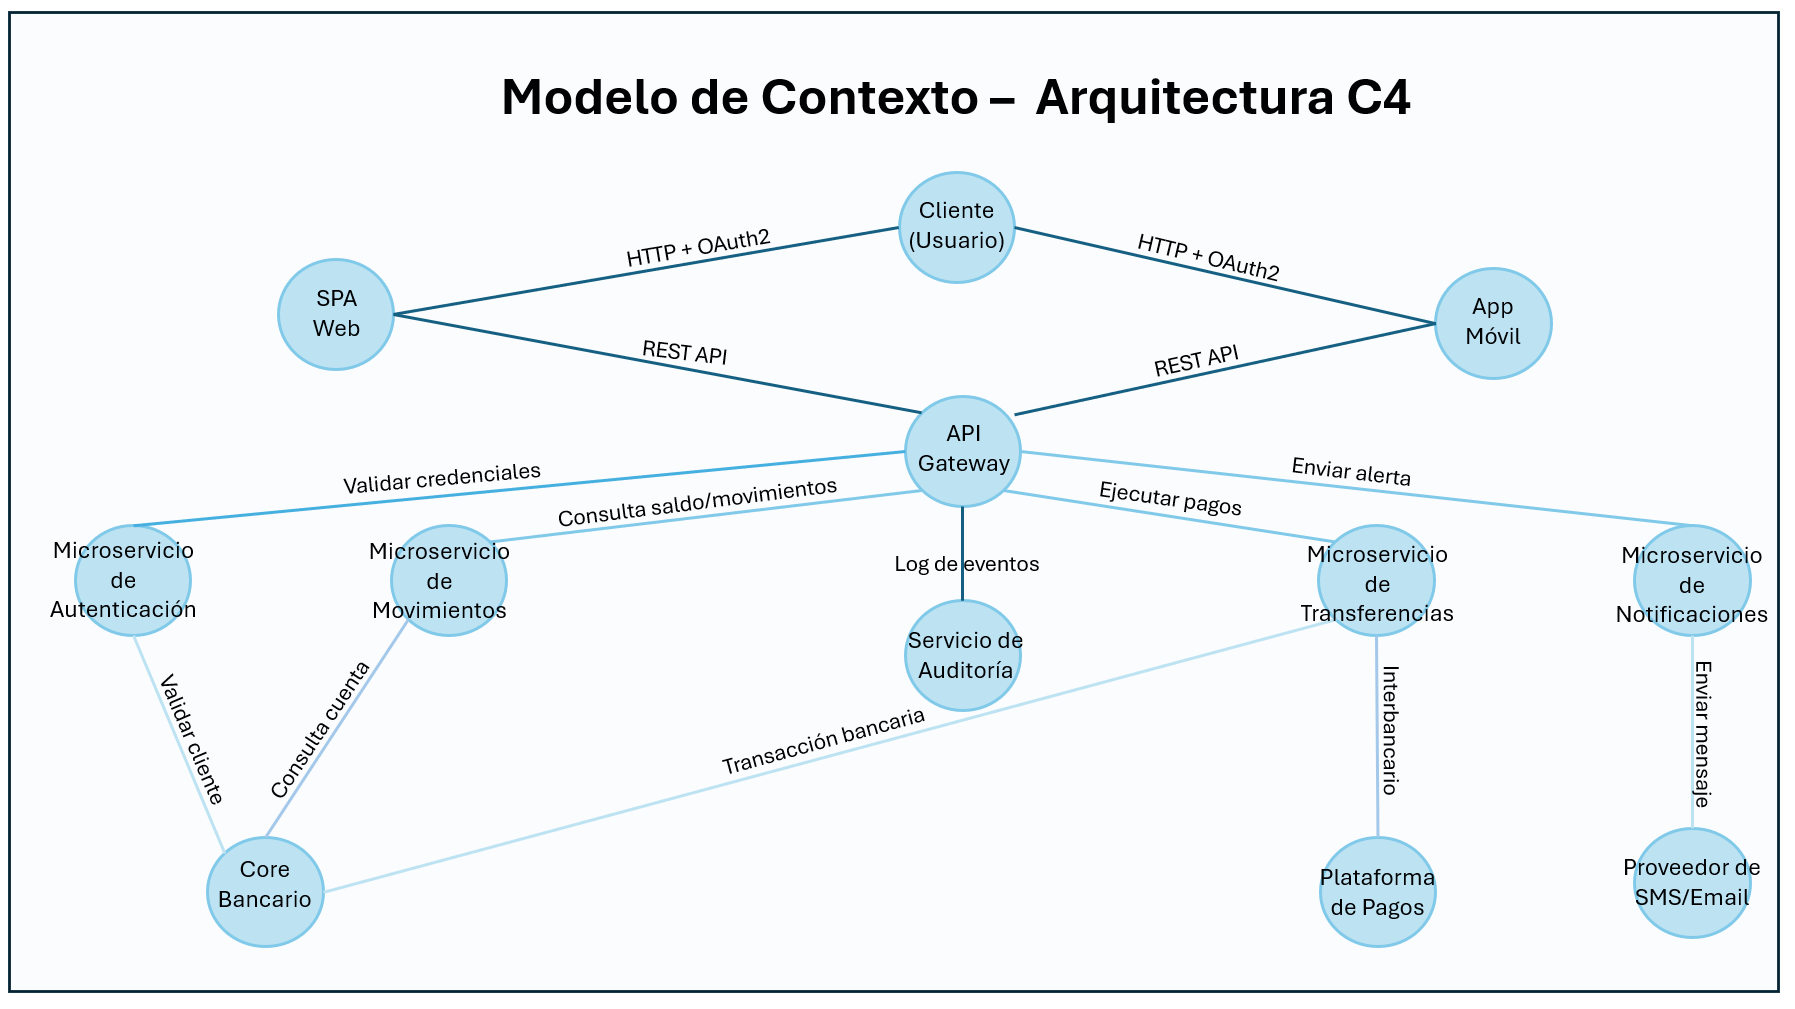 Modelo de Contexto – Arquitectura C4
Cliente
(Usuario)
HTTP + OAuth2
HTTP + OAuth2
SPA
Web
App
Móvil
REST API
REST API
API
Gateway
Validar credenciales
Consulta saldo/movimientos
Ejecutar pagos
Enviar alerta
Microservicio
de
Autenticación
Microservicio
de
Movimientos
Log de eventos
Microservicio
de
Transferencias
Microservicio
de
Notificaciones
Servicio de
Auditoría
Validar cliente
Consulta cuenta
Transacción bancaria
Interbancario
Enviar mensaje
Core
Bancario
Plataforma
de Pagos
Proveedor de
SMS/Email